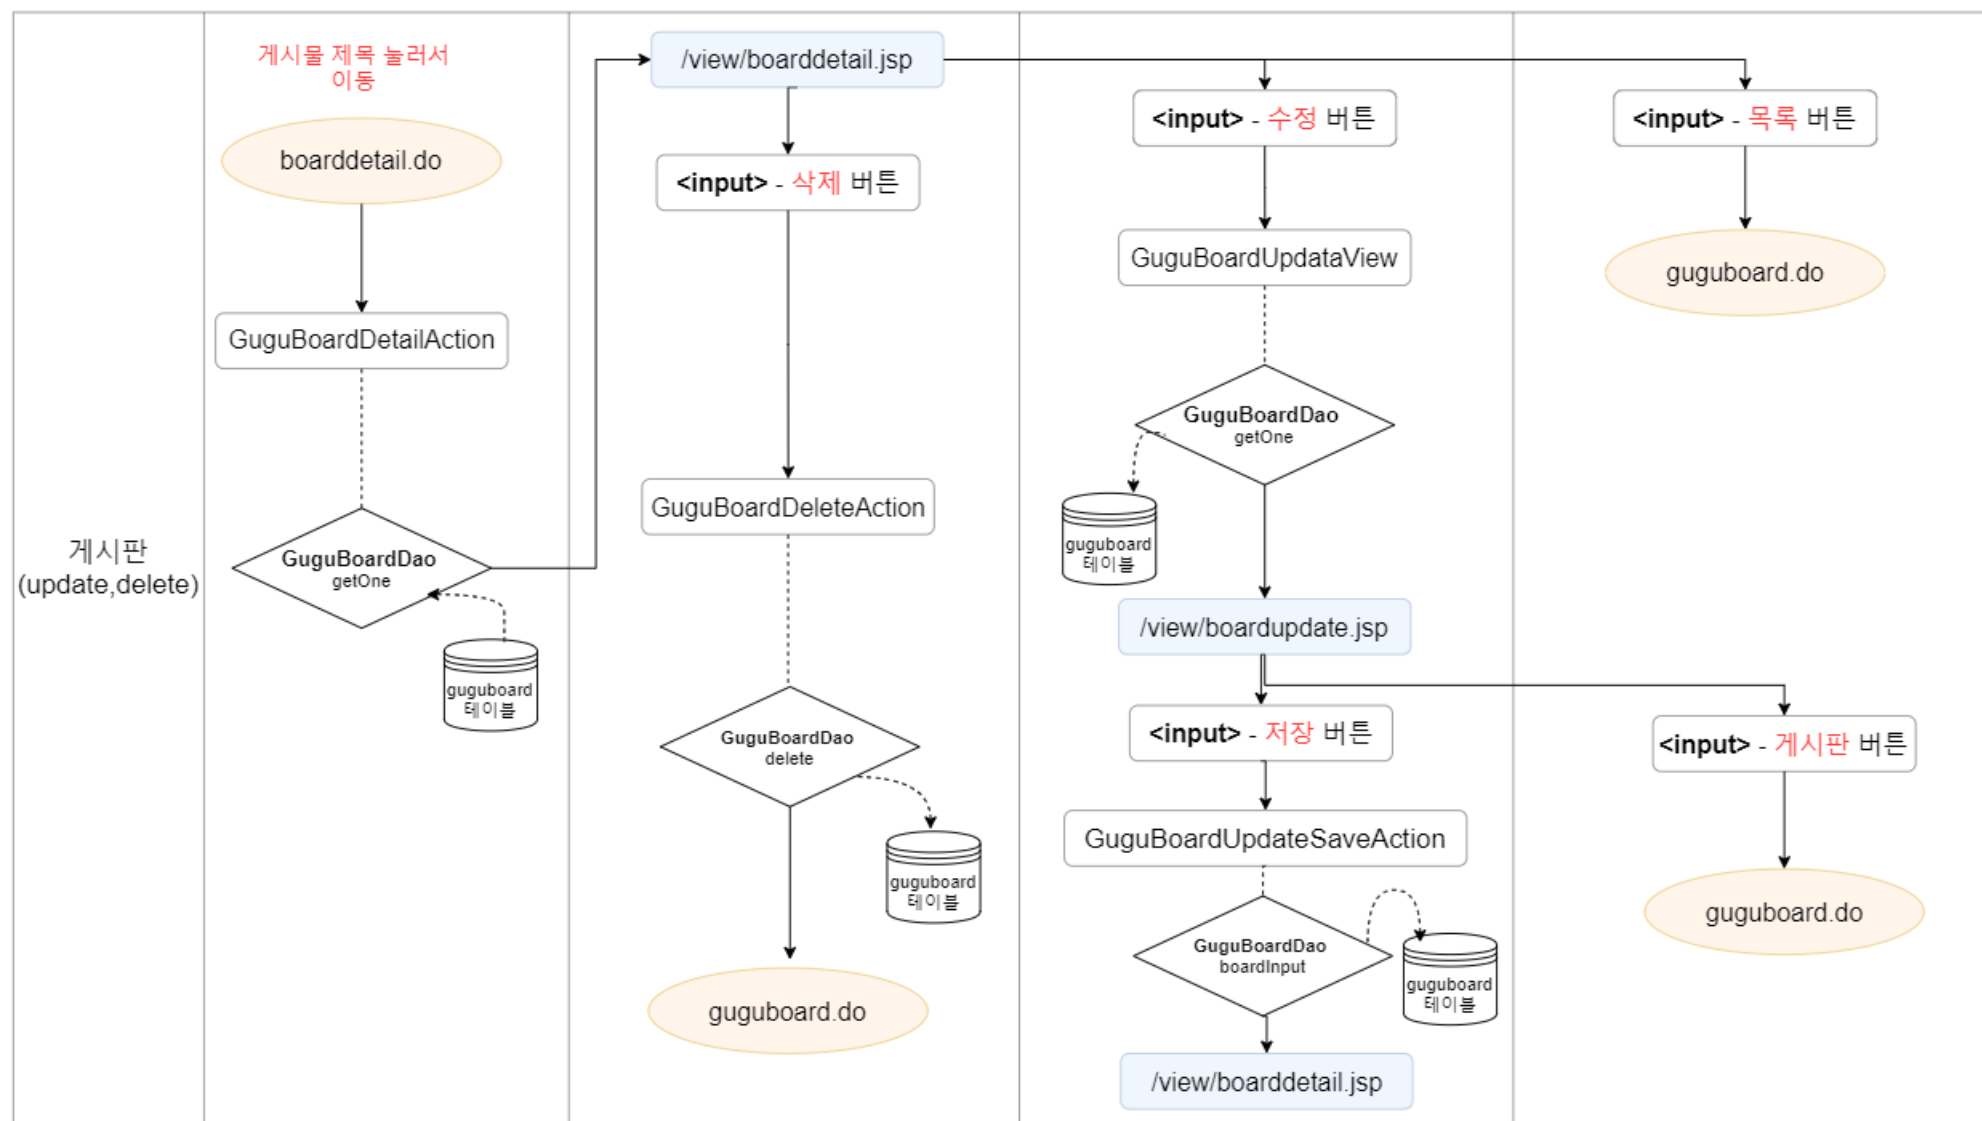 게시판
(update,delete)
게시물 제목 눌러서
이동
boarddetail.do
GuguBoardDetailAction
GuguBoardDao
getOne
guguboard
테이블
/view/boarddetail.jsp
<input> - 삭제 버튼
GuguBoardDeleteAction
GuguBoardDao
delete
guguboard
테이블
guguboard.do
<input> - 수정 버튼
GuguBoardUpdataView
GuguBoardDao
getOne
guguboard
테이블
/view/boardupdate.jsp
<input> - 저장 버튼
GuguBoardUpdateSaveAction
GuguBoardDao
boardInput
guguboard
테이블
/view/boarddetail.jsp
<input> - 목록 버튼
guguboard.do
<input> - 게시판 버튼
guguboard.do